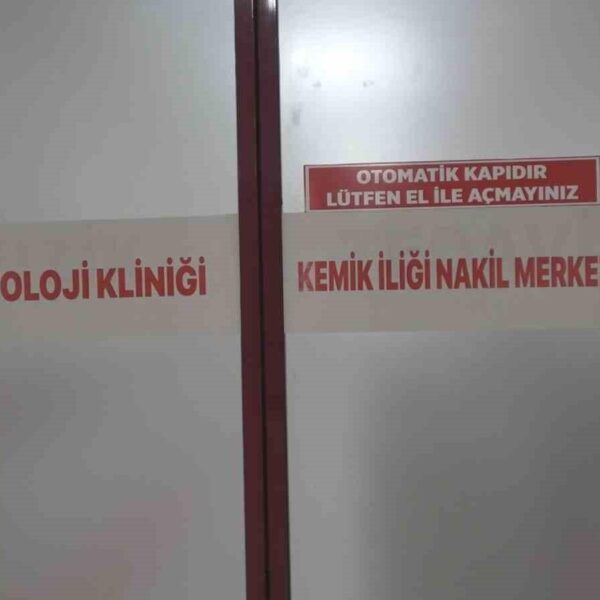 OTOMATİK KAPIDIR
LÜTFEN EL İLE AÇMAYINIZ
OLOJİ KLİNİĞİ
KEMİK İLİĞİ NAKİL MERKE